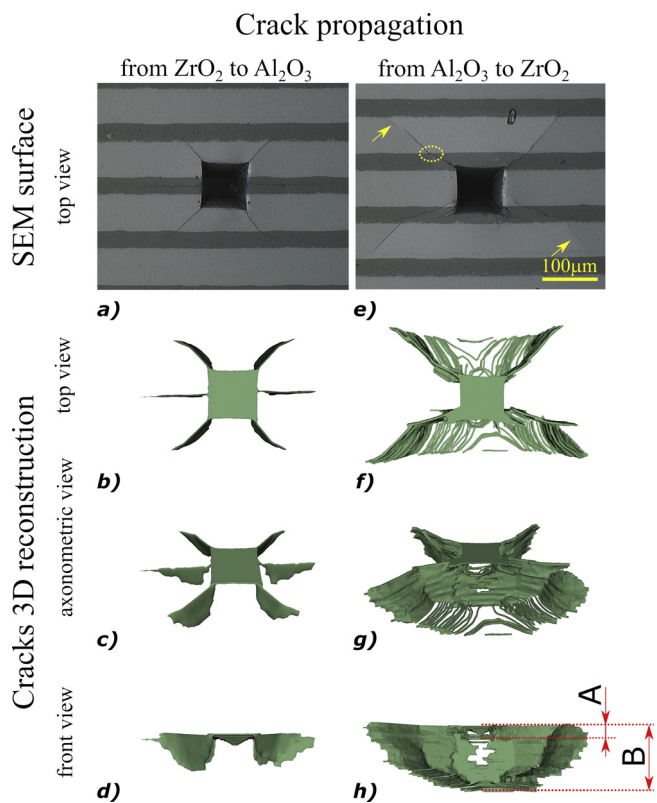 Crack propagation
from ZrO₂ to Al₂O₃
from Al₂O₃ to ZrO₂
SEM surface
top view
100µm
a)
e)
Cracks 3D reconstruction
top view
b)
f)
axonometric view
c)
g)
front view
A
B
d)
h)